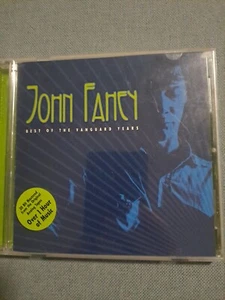 JOHN FAHEY
BEST OF THE VANGUARD YEARS
Over 1 Hour
of Music